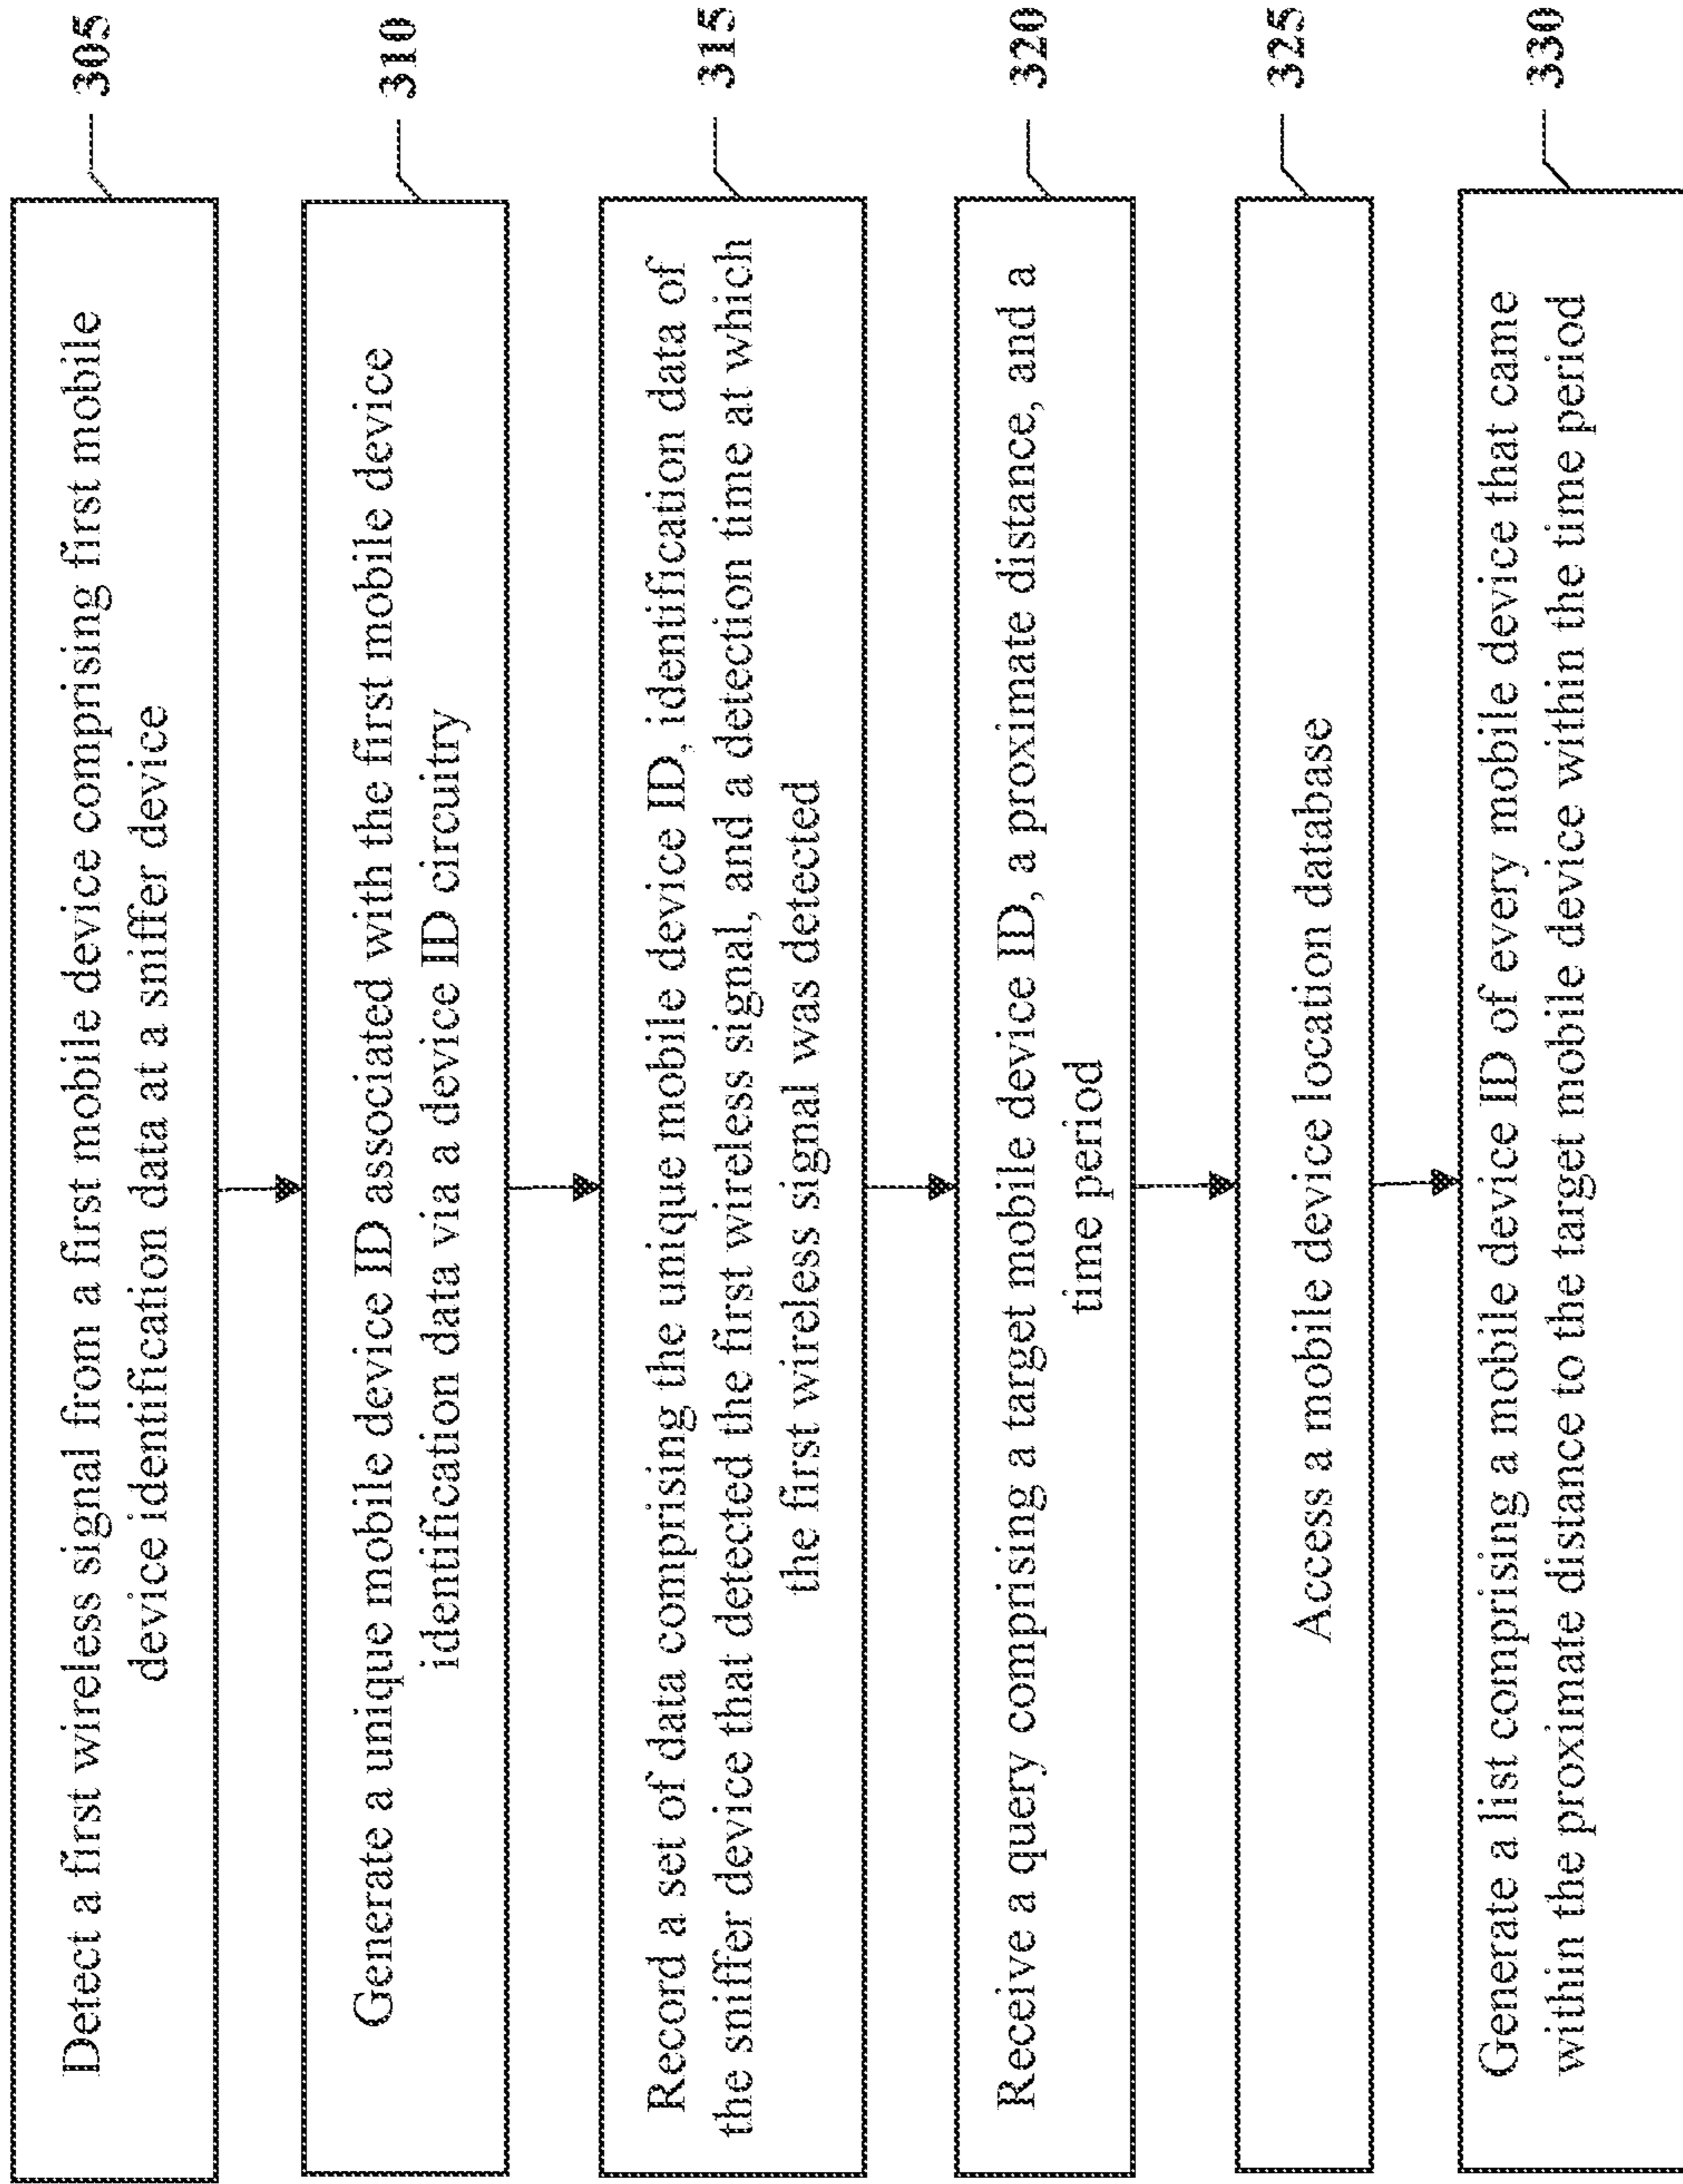 Detect a first wireless signal from a first mobile device comprising first mobile
device identification data at a sniffer device
305
Generate a unique mobile device ID associated with the first mobile device
identification data via a device ID circuitry
310
Record a set of data comprising the unique mobile device ID, identification data of
the sniffer device that detected the first wireless signal, and a detection time at which
the first wireless signal was detected
315
Receive a query comprising a target mobile device ID, a proximate distance, and a
time period
320
Access a mobile device location database
325
Generate a list comprising a mobile device ID of every mobile device that came
within the proximate distance to the target mobile device within the time period
330